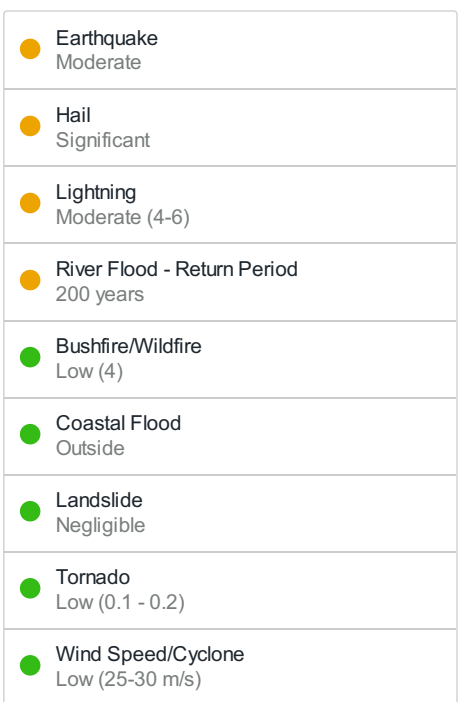 Earthquake
Moderate
Hail
Significant
Lightning
Moderate (4-6)
River Flood - Return Period
200 years
Bushfire/Wildfire
Low (4)
Coastal Flood
Outside
Landslide
Negligible
Tornado
Low (0.1 - 0.2)
Wind Speed/Cyclone
Low (25-30 m/s)